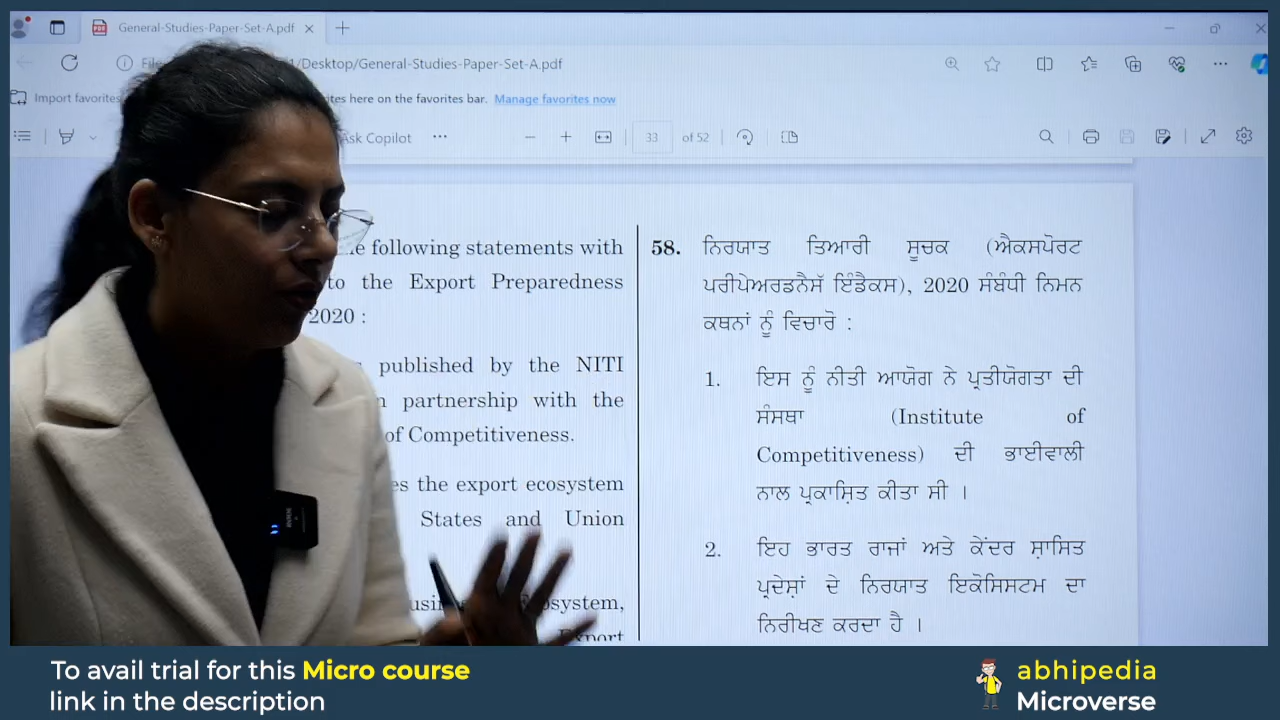 General-Studies-Paper-Set-A.pdf
/Desktop/General-Studies-Paper-Set-A.pdf
Import favorites
here on the favorites bar. Manage favorites now
Ask Copilot
33 of 52
following statements with
to the Export Preparedness
2020 :
published by the NITI
partnership with the
of Competitiveness.
the export ecosystem
States and Union
Export
58. ਨਿਰਯਾਤ ਤਿਆਰੀ ਸੂਚਕ (ਐਕਸਪੋਰਟ
ਪਰੀਪੇਅਰਡਨੈਸੱ ਇੰਡੈਕਸ), 2020 ਸੰਬੰਧੀ ਨਿਮਨ
ਕਥਨਾਂ ਨੂੰ ਵਿਚਾਰੋ :
1. ਇਸ ਨੂੰ ਨੀਤੀ ਆਯੋਗ ਨੇ ਪ੍ਰਤੀਯੋਗਤਾ ਦੀ
ਸੰਸਥਾ (Institute of
Competitiveness) ਦੀ ਭਾਈਵਾਲੀ
ਨਾਲ ਪ੍ਰਕਾਸ਼ਿਤ ਕੀਤਾ ਸੀ ।
2. ਇਹ ਭਾਰਤ ਰਾਜਾਂ ਅਤੇ ਕੇਂਦਰ ਸ਼ਾਸਿਤ
ਪ੍ਰਦੇਸ਼ਾਂ ਦੇ ਨਿਰਯਾਤ ਇਕੋਸਿਸਟਮ ਦਾ
ਨਿਰੀਖਣ ਕਰਦਾ ਹੈ ।
To avail trial for this Micro course
link in the description
abhipedia
Microverse